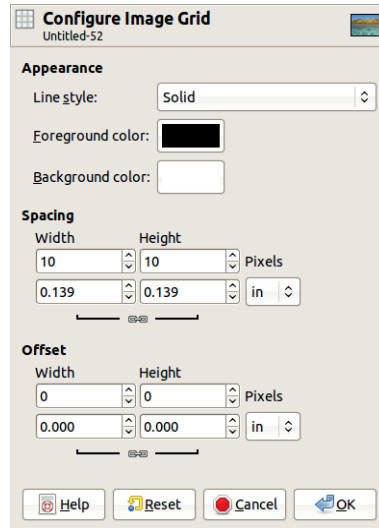 Configure Image Grid
Untitled-52
Appearance
Line style: Solid
Foreground color:
Background color:
Spacing
Width Height
10 10 Pixels
0.139 0.139 in
Offset
Width Height
0 0 Pixels
0.000 0.000 in
Help Reset Cancel OK